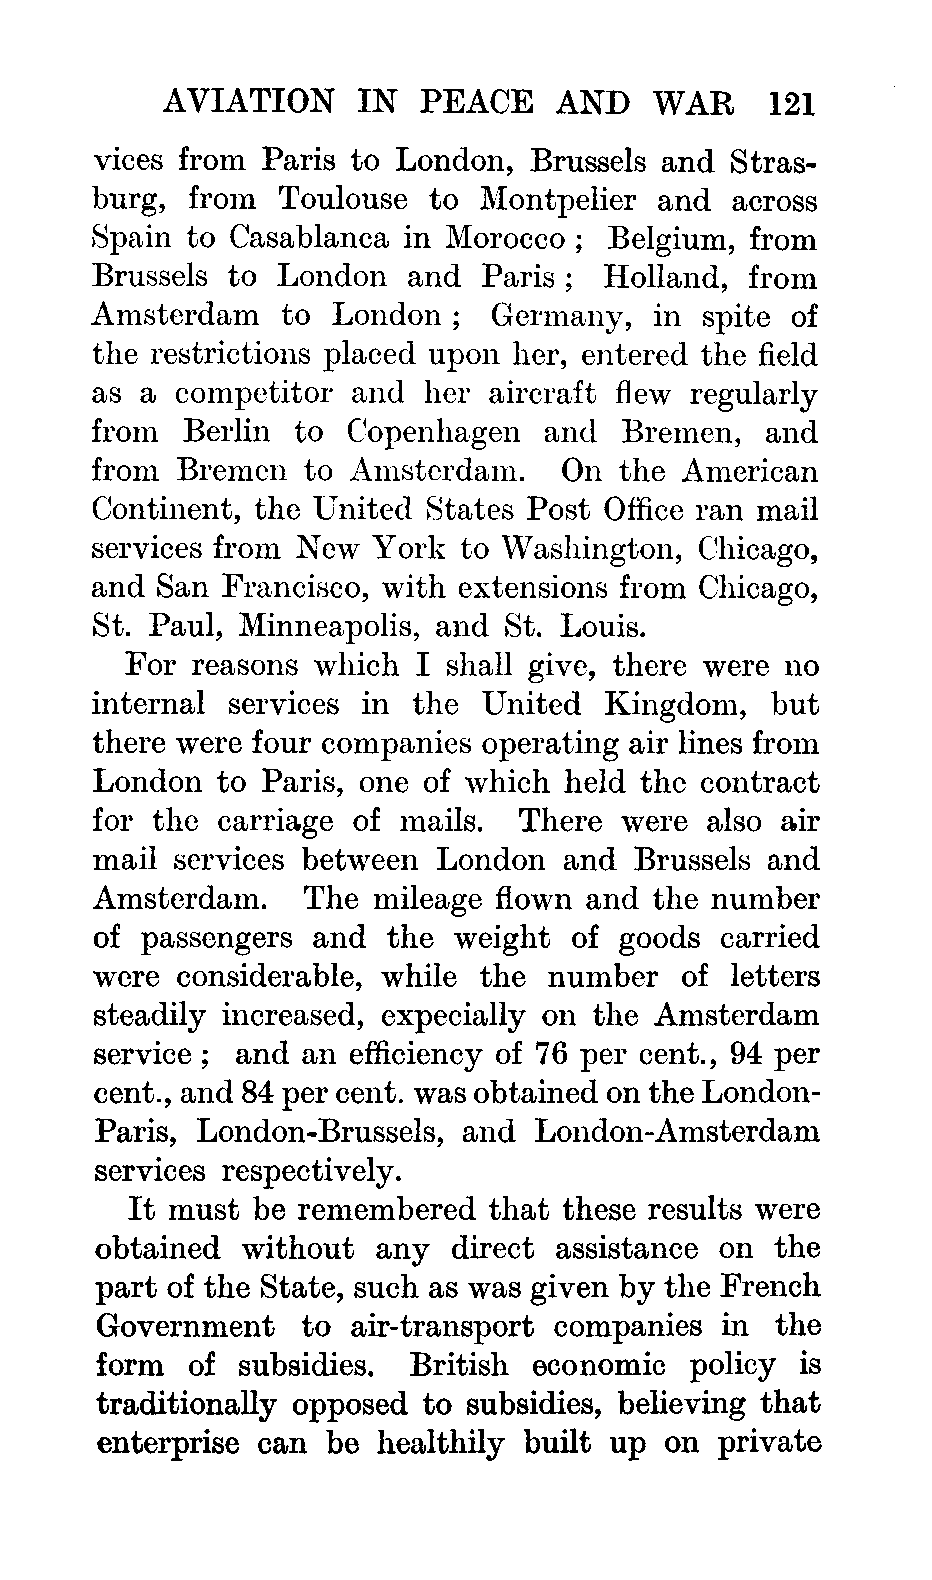 AVIATION IN PEACE AND WAR 121
vices from Paris to London, Brussels and Stras-
burg, from Toulouse to Montpelier and across
Spain to Casablanca in Morocco ; Belgium, from
Brussels to London and Paris ; Holland, from
Amsterdam to London ; Germany, in spite of
the restrictions placed upon her, entered the field
as a competitor and her aircraft flew regularly
from Berlin to Copenhagen and Bremen, and
from Bremen to Amsterdam. On the American
Continent, the United States Post Office ran mail
services from New York to Washington, Chicago,
and San Francisco, with extensions from Chicago,
St. Paul, Minneapolis, and St. Louis.
For reasons which I shall give, there were no
internal services in the United Kingdom, but
there were four companies operating air lines from
London to Paris, one of which held the contract
for the carriage of mails. There were also air
mail services between London and Brussels and
Amsterdam. The mileage flown and the number
of passengers and the weight of goods carried
were considerable, while the number of letters
steadily increased, expecially on the Amsterdam
service ; and an efficiency of 76 per cent., 94 per
cent., and 84 per cent. was obtained on the London-
Paris, London-Brussels, and London-Amsterdam
services respectively.
It must be remembered that these results were
obtained without any direct assistance on the
part of the State, such as was given by the French
Government to air-transport companies in the
form of subsidies. British economic policy is
traditionally opposed to subsidies, believing that
enterprise can be healthily built up on private